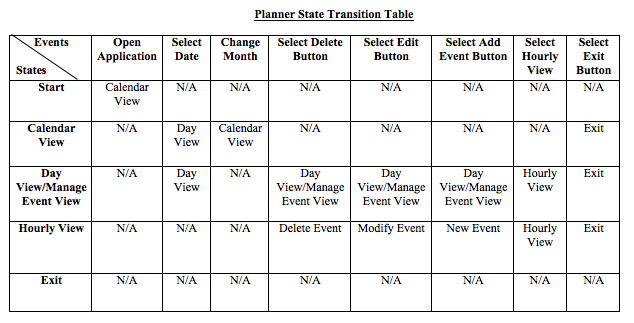 Planner State Transition Table
Events
States
Open
Application
Select
Date
Change
Month
Select Delete
Button
Select Edit
Button
Select Add
Event Button
Select
Hourly
View
Select
Exit
Button
Start
Calendar
View
N/A
N/A
N/A
N/A
N/A
N/A
N/A
Calendar
View
N/A
Day
View
Calendar
View
N/A
N/A
N/A
N/A
Exit
Day
View/Manage
Event View
N/A
Day
View
N/A
Day
View/Manage
Event View
Day
View/Manage
Event View
Day
View/Manage
Event View
Hourly
View
Exit
Hourly View
N/A
N/A
N/A
Delete Event
Modify Event
New Event
Hourly
View
Exit
Exit
N/A
N/A
N/A
N/A
N/A
N/A
N/A
N/A